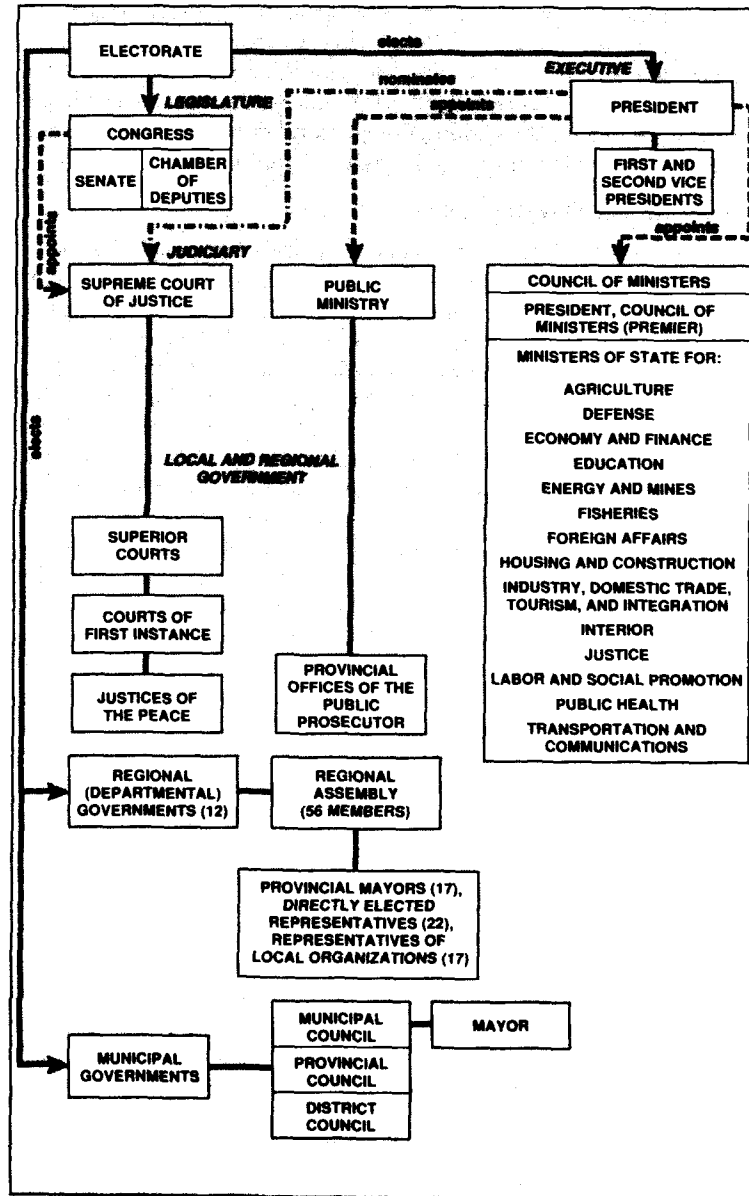 ELECTORATE
elects
EXECUTIVE
nominates
LEGISLATURE
appoints
PRESIDENT
CONGRESS
SENATE
CHAMBER
OF
DEPUTIES
FIRST AND
SECOND VICE
PRESIDENTS
appoints
appoints
JUDICIARY
SUPREME COURT
OF JUSTICE
PUBLIC
MINISTRY
COUNCIL OF MINISTERS
PRESIDENT, COUNCIL OF
MINISTERS (PREMIER)
MINISTERS OF STATE FOR:
AGRICULTURE
DEFENSE
ECONOMY AND FINANCE
EDUCATION
ENERGY AND MINES
FISHERIES
FOREIGN AFFAIRS
HOUSING AND CONSTRUCTION
INDUSTRY, DOMESTIC TRADE,
TOURISM, AND INTEGRATION
INTERIOR
JUSTICE
LABOR AND SOCIAL PROMOTION
PUBLIC HEALTH
TRANSPORTATION AND
COMMUNICATIONS
elects
LOCAL AND REGIONAL
GOVERNMENT
SUPERIOR
COURTS
COURTS OF
FIRST INSTANCE
JUSTICES OF
THE PEACE
PROVINCIAL
OFFICES OF THE
PUBLIC
PROSECUTOR
REGIONAL
(DEPARTMENTAL)
GOVERNMENTS (12)
REGIONAL
ASSEMBLY
(56 MEMBERS)
PROVINCIAL MAYORS (17),
DIRECTLY ELECTED
REPRESENTATIVES (22),
REPRESENTATIVES OF
LOCAL ORGANIZATIONS (17)
MUNICIPAL
GOVERNMENTS
MUNICIPAL
COUNCIL
MAYOR
PROVINCIAL
COUNCIL
DISTRICT
COUNCIL